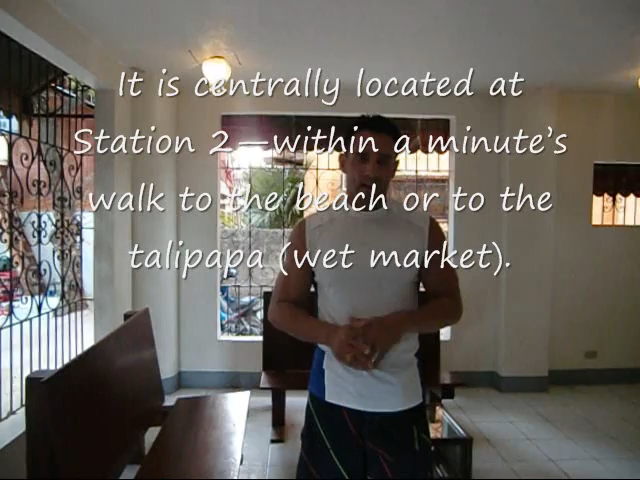 It is centrally located at
Station 2—within a minute's
walk to the beach or to the
talipapa (wet market).